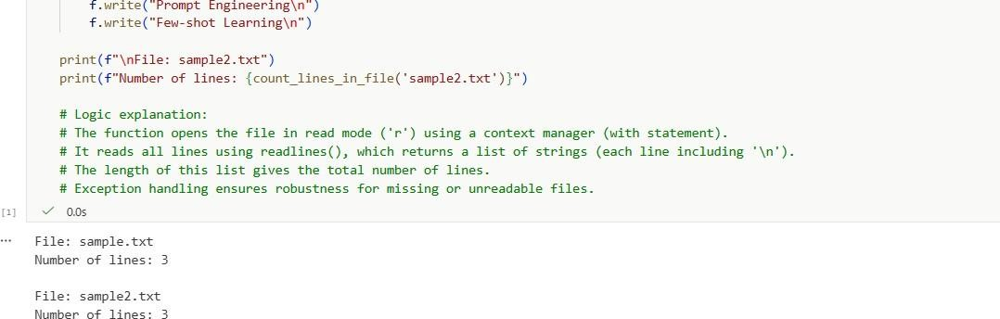 f.write("Prompt Engineering\n")
f.write("Few-shot Learning\n")
print(f"\nFile: sample2.txt")
print(f"Number of lines: {count_lines_in_file('sample2.txt')}")
# Logic explanation:
# The function opens the file in read mode ('r') using a context manager (with statement).
# It reads all lines using readlines(), which returns a list of strings (each line including '\n').
# The length of this list gives the total number of lines.
# Exception handling ensures robustness for missing or unreadable files.
[1] ✓ 0.0s
... File: sample.txt
Number of lines: 3
File: sample2.txt
Number of lines: 3